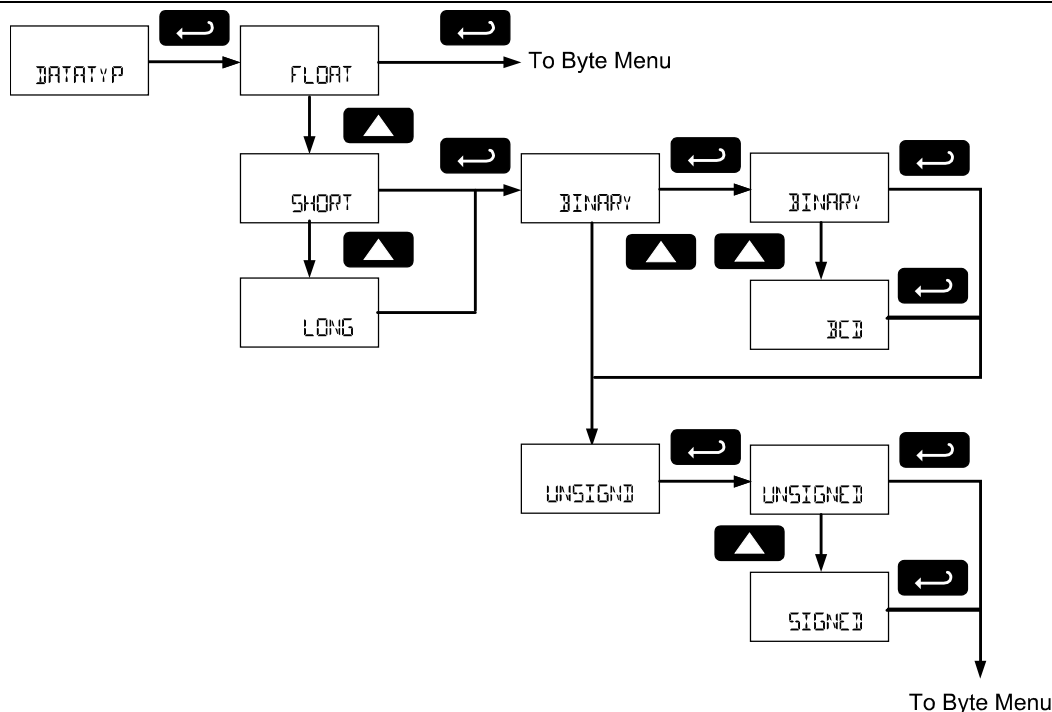 DATATYP
FLOAT
To Byte Menu
SHORT
BINARY
BINARY
LONG
BCD
UNSIGND
UNSIGNED
SIGNED
To Byte Menu